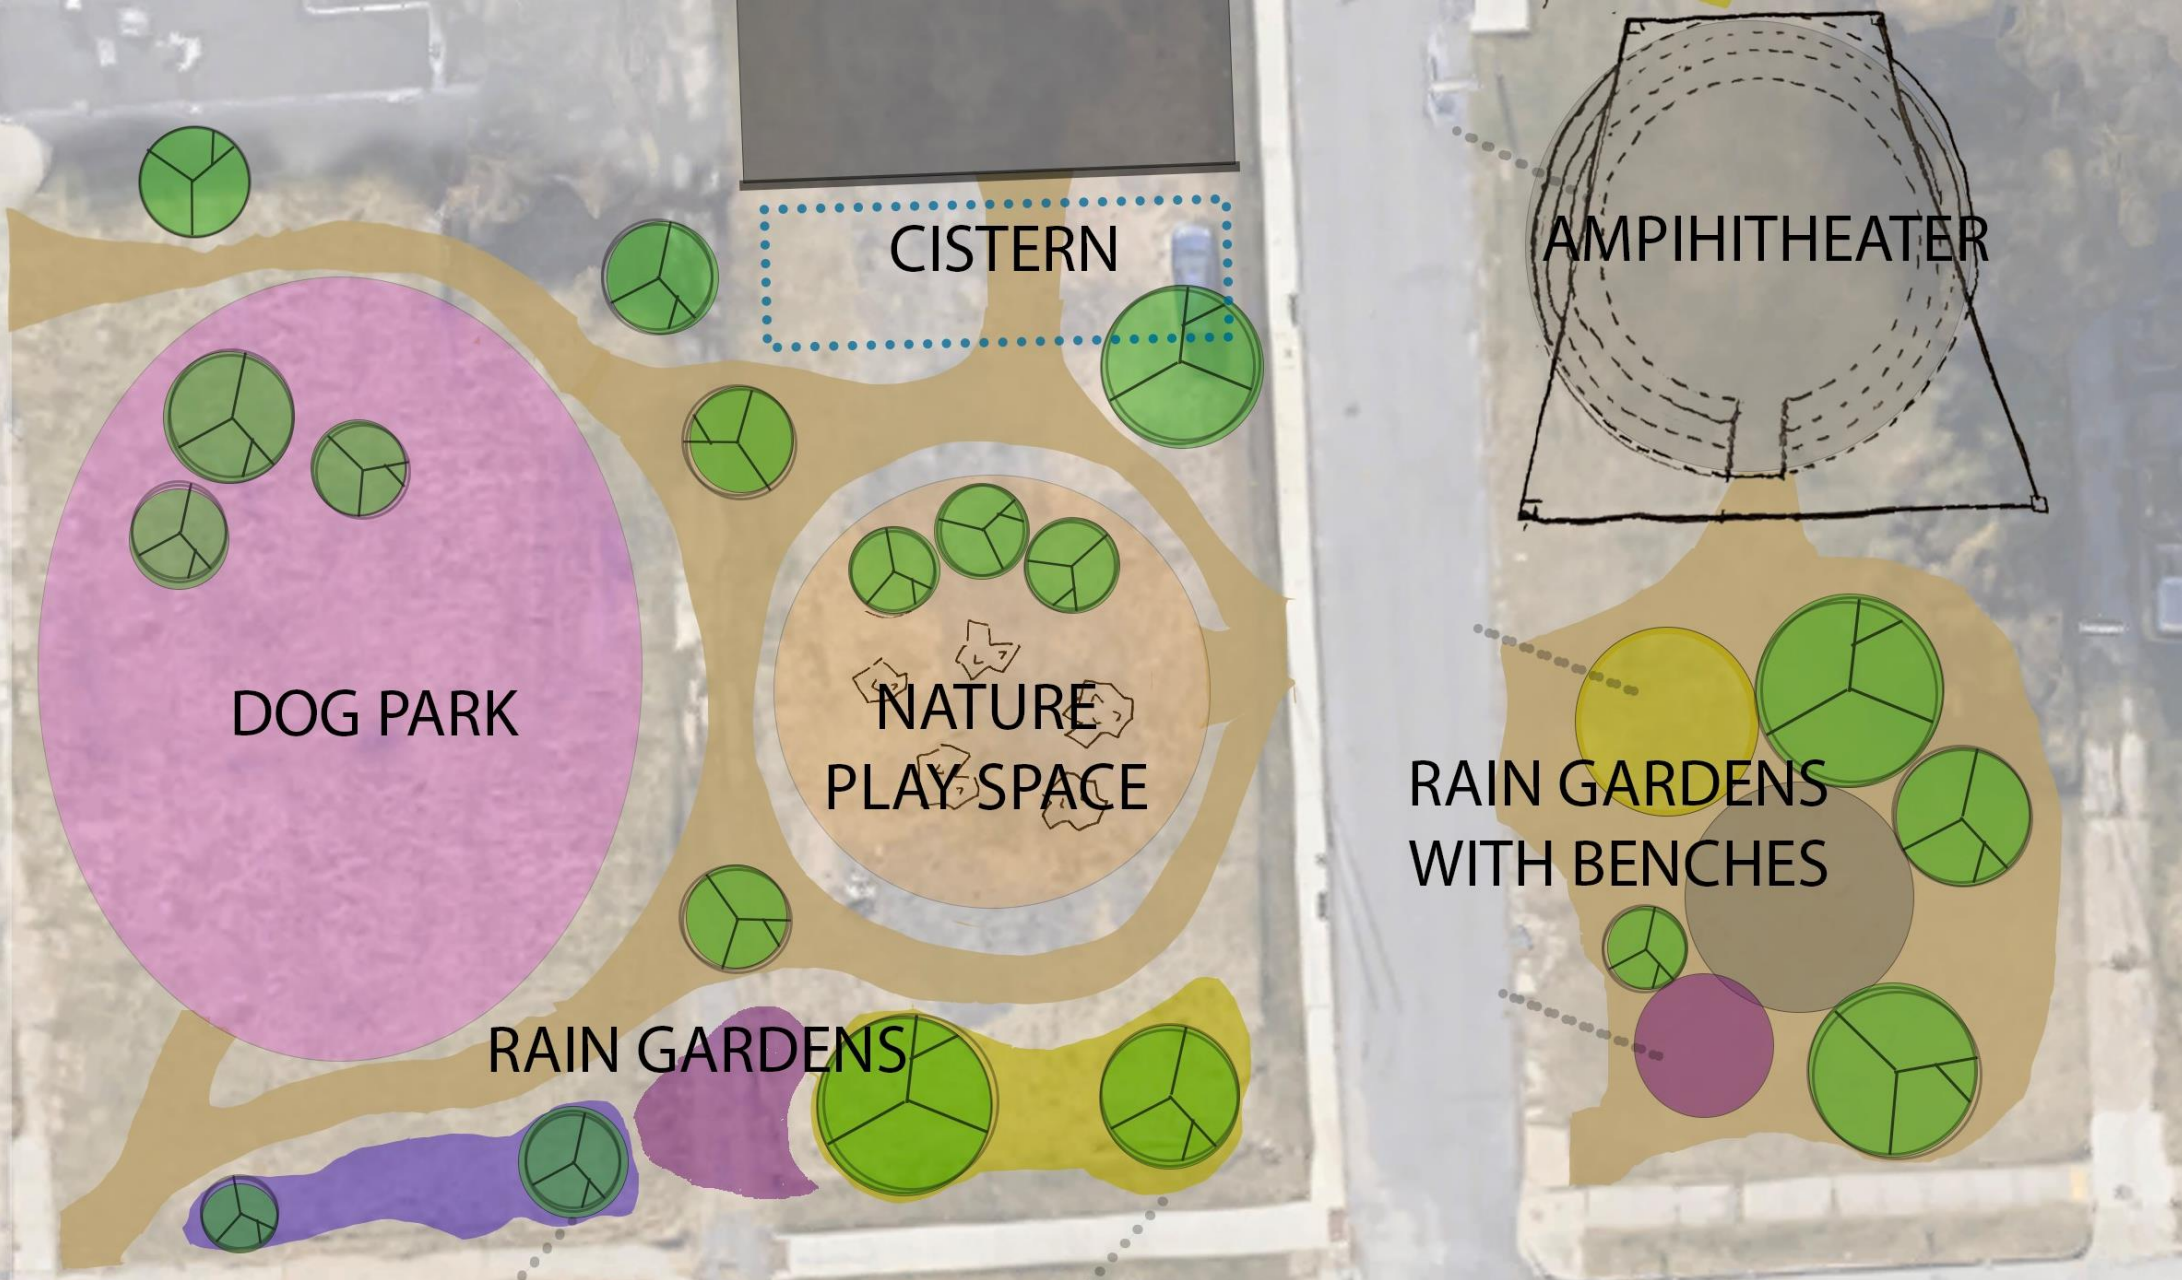 CISTERN
AMPIHITHEATER
DOG PARK
NATURE
PLAY SPACE
RAIN GARDENS
WITH BENCHES
RAIN GARDENS